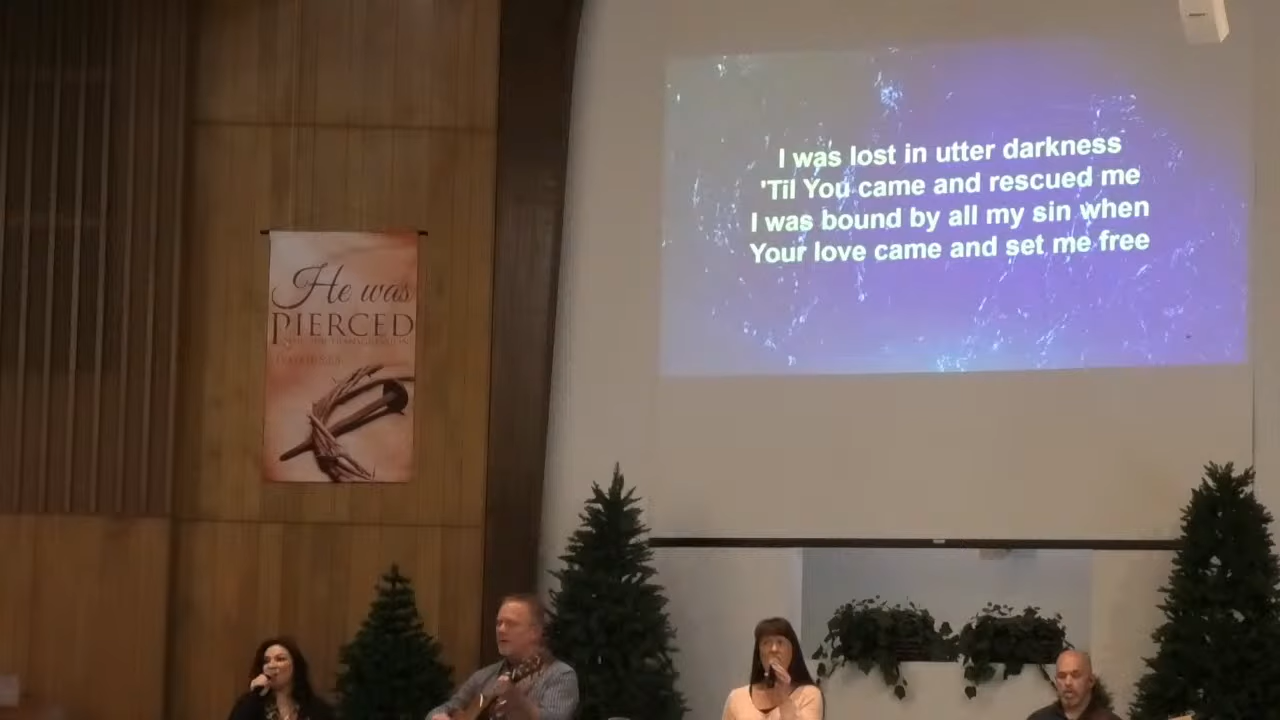 He was
PIERCED
I was lost in utter darkness
'Til You came and rescued me
I was bound by all my sin when
Your love came and set me free